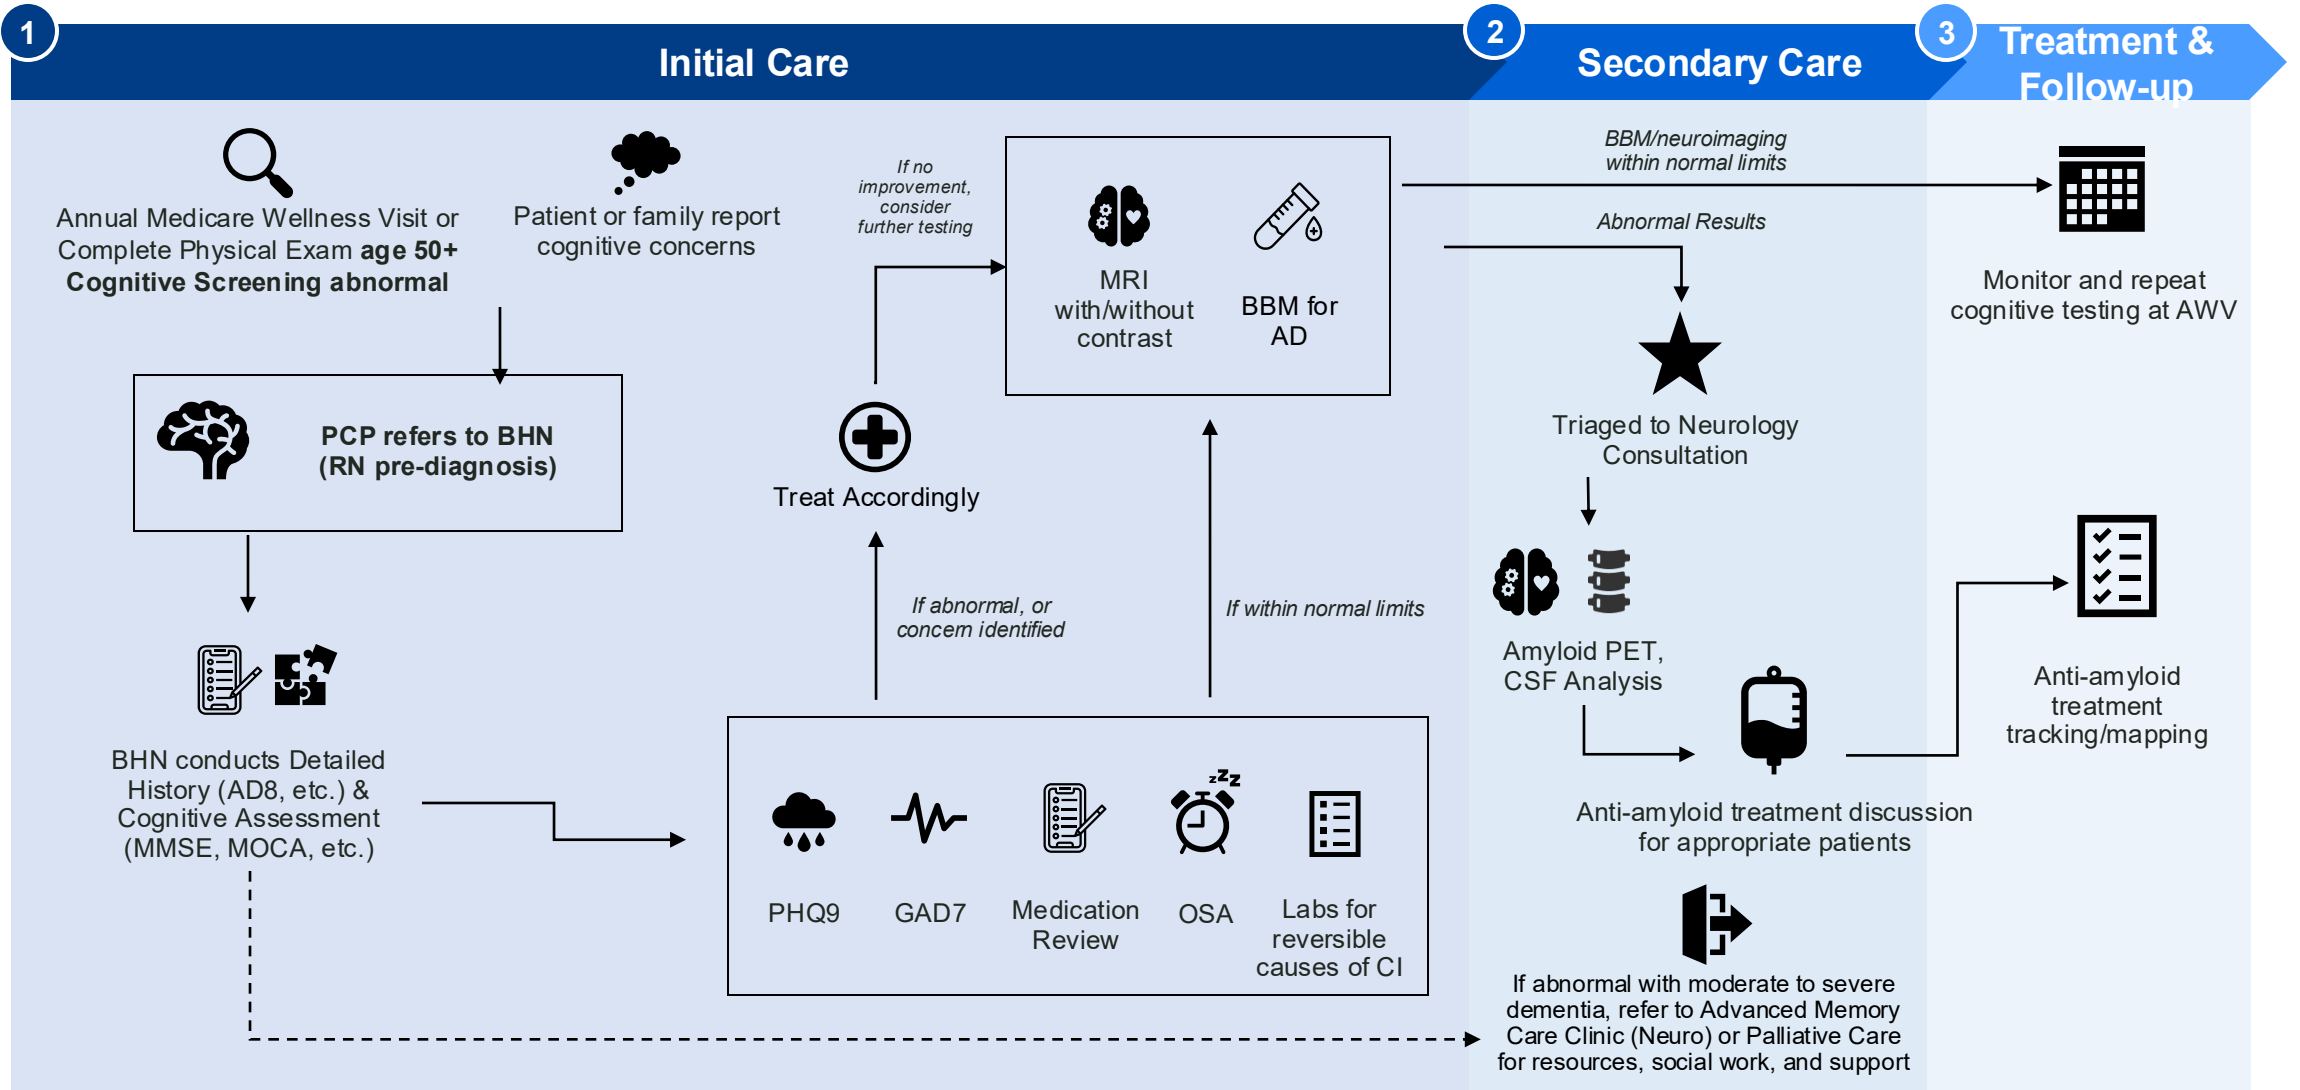 1
Initial Care
2
Secondary Care
3
Treatment &
Follow-up
Annual Medicare Wellness Visit or
Complete Physical Exam age 50+
Cognitive Screening abnormal
Patient or family report
cognitive concerns
PCP refers to BHN
(RN pre-diagnosis)
BHN conducts Detailed
History (AD8, etc.) &
Cognitive Assessment
(MMSE, MOCA, etc.)
If no
improvement,
consider
further testing
Treat Accordingly
If abnormal, or
concern identified
If within normal limits
MRI
with/without
contrast
BBM for
AD
zzz
PHQ9
GAD7
Medication
Review
OSA
Labs for
reversible
causes of CI
BBM/neuroimaging
within normal limits
Abnormal Results
Triaged to Neurology
Consultation
Amyloid PET,
CSF Analysis
Anti-amyloid treatment discussion
for appropriate patients
If abnormal with moderate to severe
dementia, refer to Advanced Memory
Care Clinic (Neuro) or Palliative Care
for resources, social work, and support
Monitor and repeat
cognitive testing at AWV
Anti-amyloid
treatment
tracking/mapping